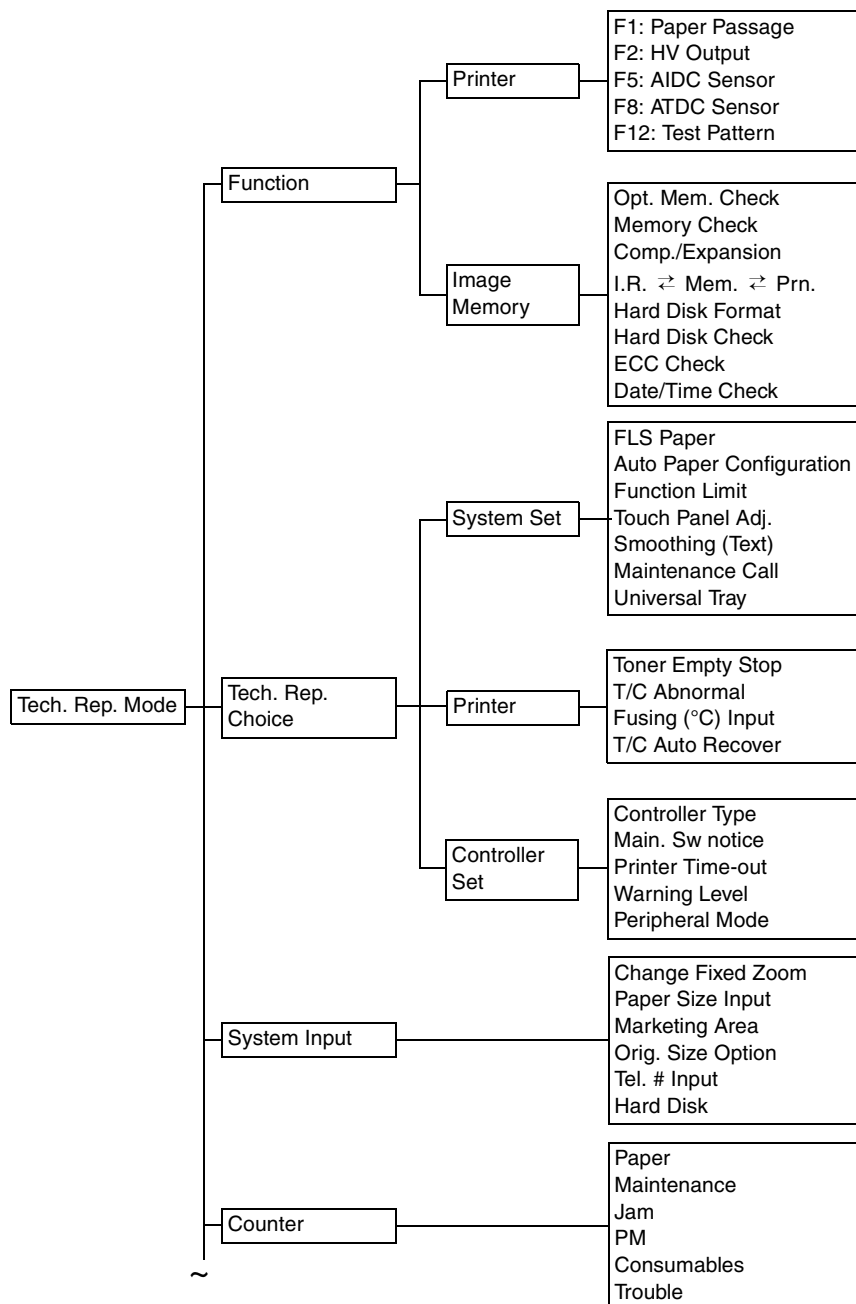 F1: Paper Passage
F2: HV Output
F5: AIDC Sensor
F8: ATDC Sensor
F12: Test Pattern
Printer
Function
Opt. Mem. Check
Memory Check
Comp./Expansion
I.R. ⇄ Mem. ⇄ Prn.
Hard Disk Format
Hard Disk Check
ECC Check
Date/Time Check
Image
Memory
FLS Paper
Auto Paper Configuration
Function Limit
Touch Panel Adj.
Smoothing (Text)
Maintenance Call
Universal Tray
System Set
Tech. Rep. Mode
Tech. Rep.
Choice
Printer
Toner Empty Stop
T/C Abnormal
Fusing (°C) Input
T/C Auto Recover
Controller Type
Main. Sw notice
Printer Time-out
Warning Level
Peripheral Mode
Controller
Set
Change Fixed Zoom
Paper Size Input
Marketing Area
Orig. Size Option
Tel. # Input
Hard Disk
System Input
Paper
Maintenance
Jam
PM
Consumables
Trouble
Counter
~